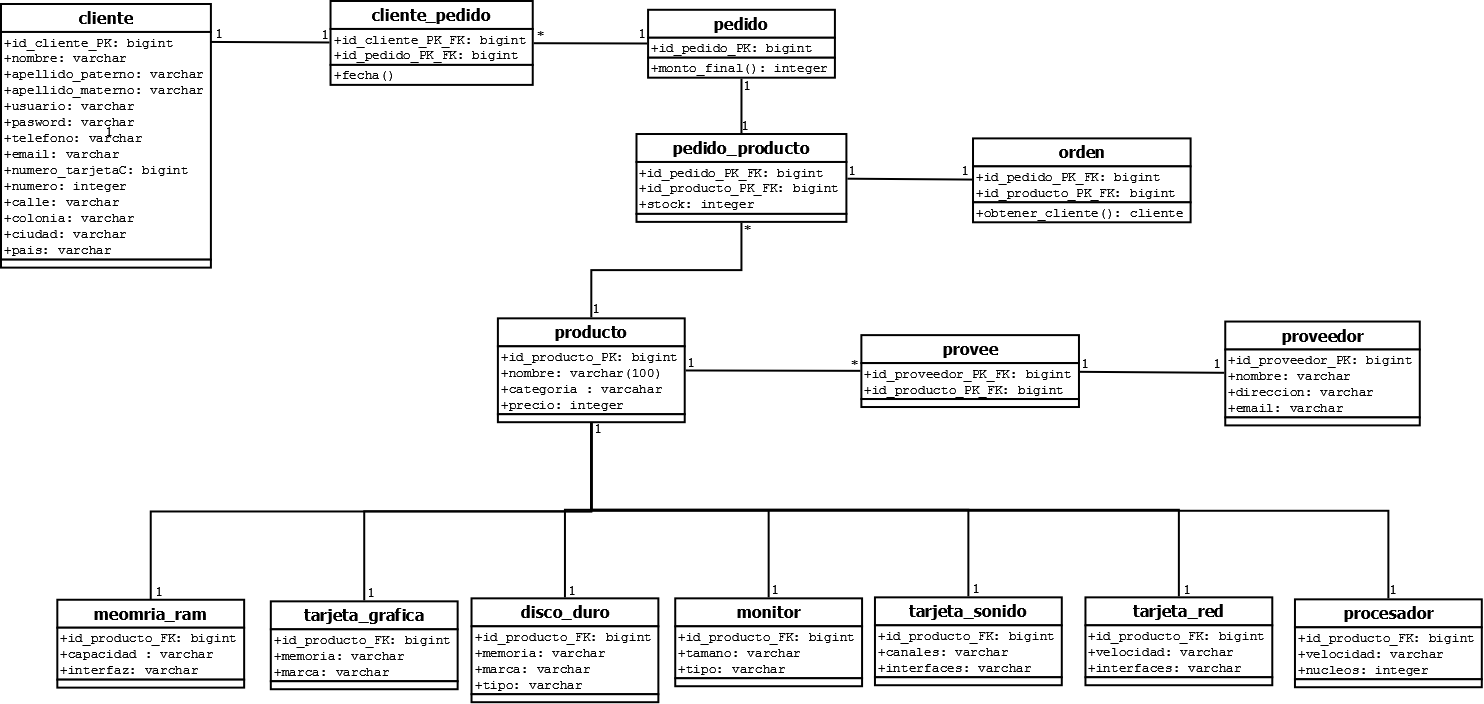 cliente
+id_cliente_PK: bigint
+nombre: varchar
+apellido_paterno: varchar
+apellido_materno: varchar
+usuario: varchar
+pasword: varchar
1
+telefono: varchar
+email: varchar
+numero_tarjetaC: bigint
+numero: integer
+calle: varchar
+colonia: varchar
+ciudad: varchar
+pais: varchar
1
1
cliente_pedido
+id_cliente_PK_FK: bigint
+id_pedido_PK_FK: bigint
+fecha()
*
1
pedido
+id_pedido_PK: bigint
+monto_final(): integer
1
1
pedido_producto
+id_pedido_PK_FK: bigint
+id_producto_PK_FK: bigint
+stock: integer
1
1
orden
+id_pedido_PK_FK: bigint
+id_producto_PK_FK: bigint
+obtener_cliente(): cliente
*
1
producto
+id_producto_PK: bigint
+nombre: varchar(100)
+categoria : varcahar
+precio: integer
1
*
provee
+id_proveedor_PK_FK: bigint
+id_producto_PK_FK: bigint
1
1
proveedor
+id_proveedor_PK: bigint
+nombre: varchar
+direccion: varchar
+email: varchar
1
1
meomria_ram
+id_producto_FK: bigint
+capacidad : varchar
+interfaz: varchar
1
tarjeta_grafica
+id_producto_FK: bigint
+memoria: varchar
+marca: varchar
1
disco_duro
+id_producto_FK: bigint
+memoria: varchar
+marca: varchar
+tipo: varchar
1
monitor
+id_producto_FK: bigint
+tamano: varchar
+tipo: varchar
1
tarjeta_sonido
+id_producto_FK: bigint
+canales: varchar
+interfaces: varchar
1
tarjeta_red
+id_producto_FK: bigint
+velocidad: varchar
+interfaces: varchar
1
procesador
+id_producto_FK: bigint
+velocidad: varchar
+nucleos: integer